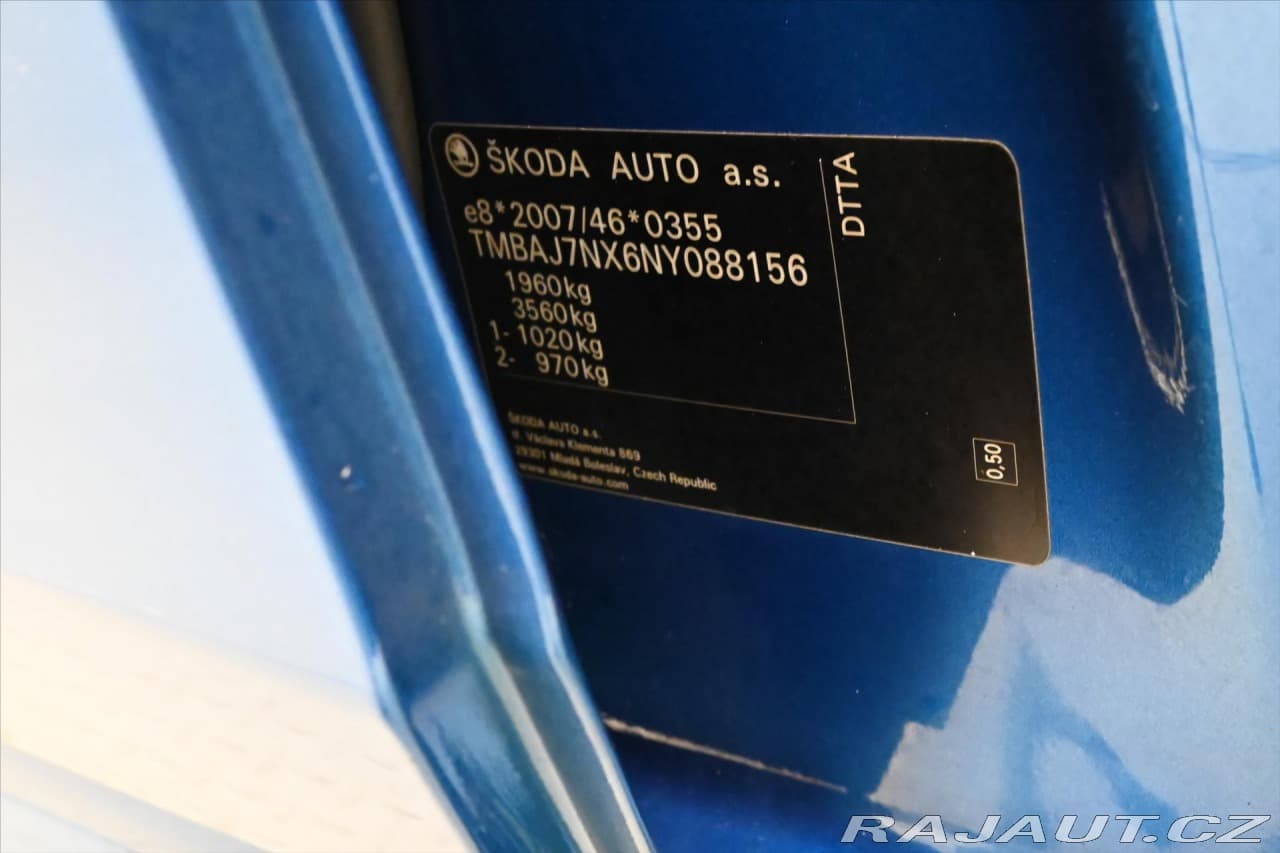 ŠKODA AUTO a.s.
e8*2007/46*0355
TMBAJ7NX6NY088156
1960kg
3560kg
1- 1020kg
2- 970kg
DTTA
ŠKODA AUTO a.s.
tř. Václava Klementa 869
29301 Mladá Boleslav, Czech Republic
www.skoda-auto.com
0,50
RAJAUT.CZ